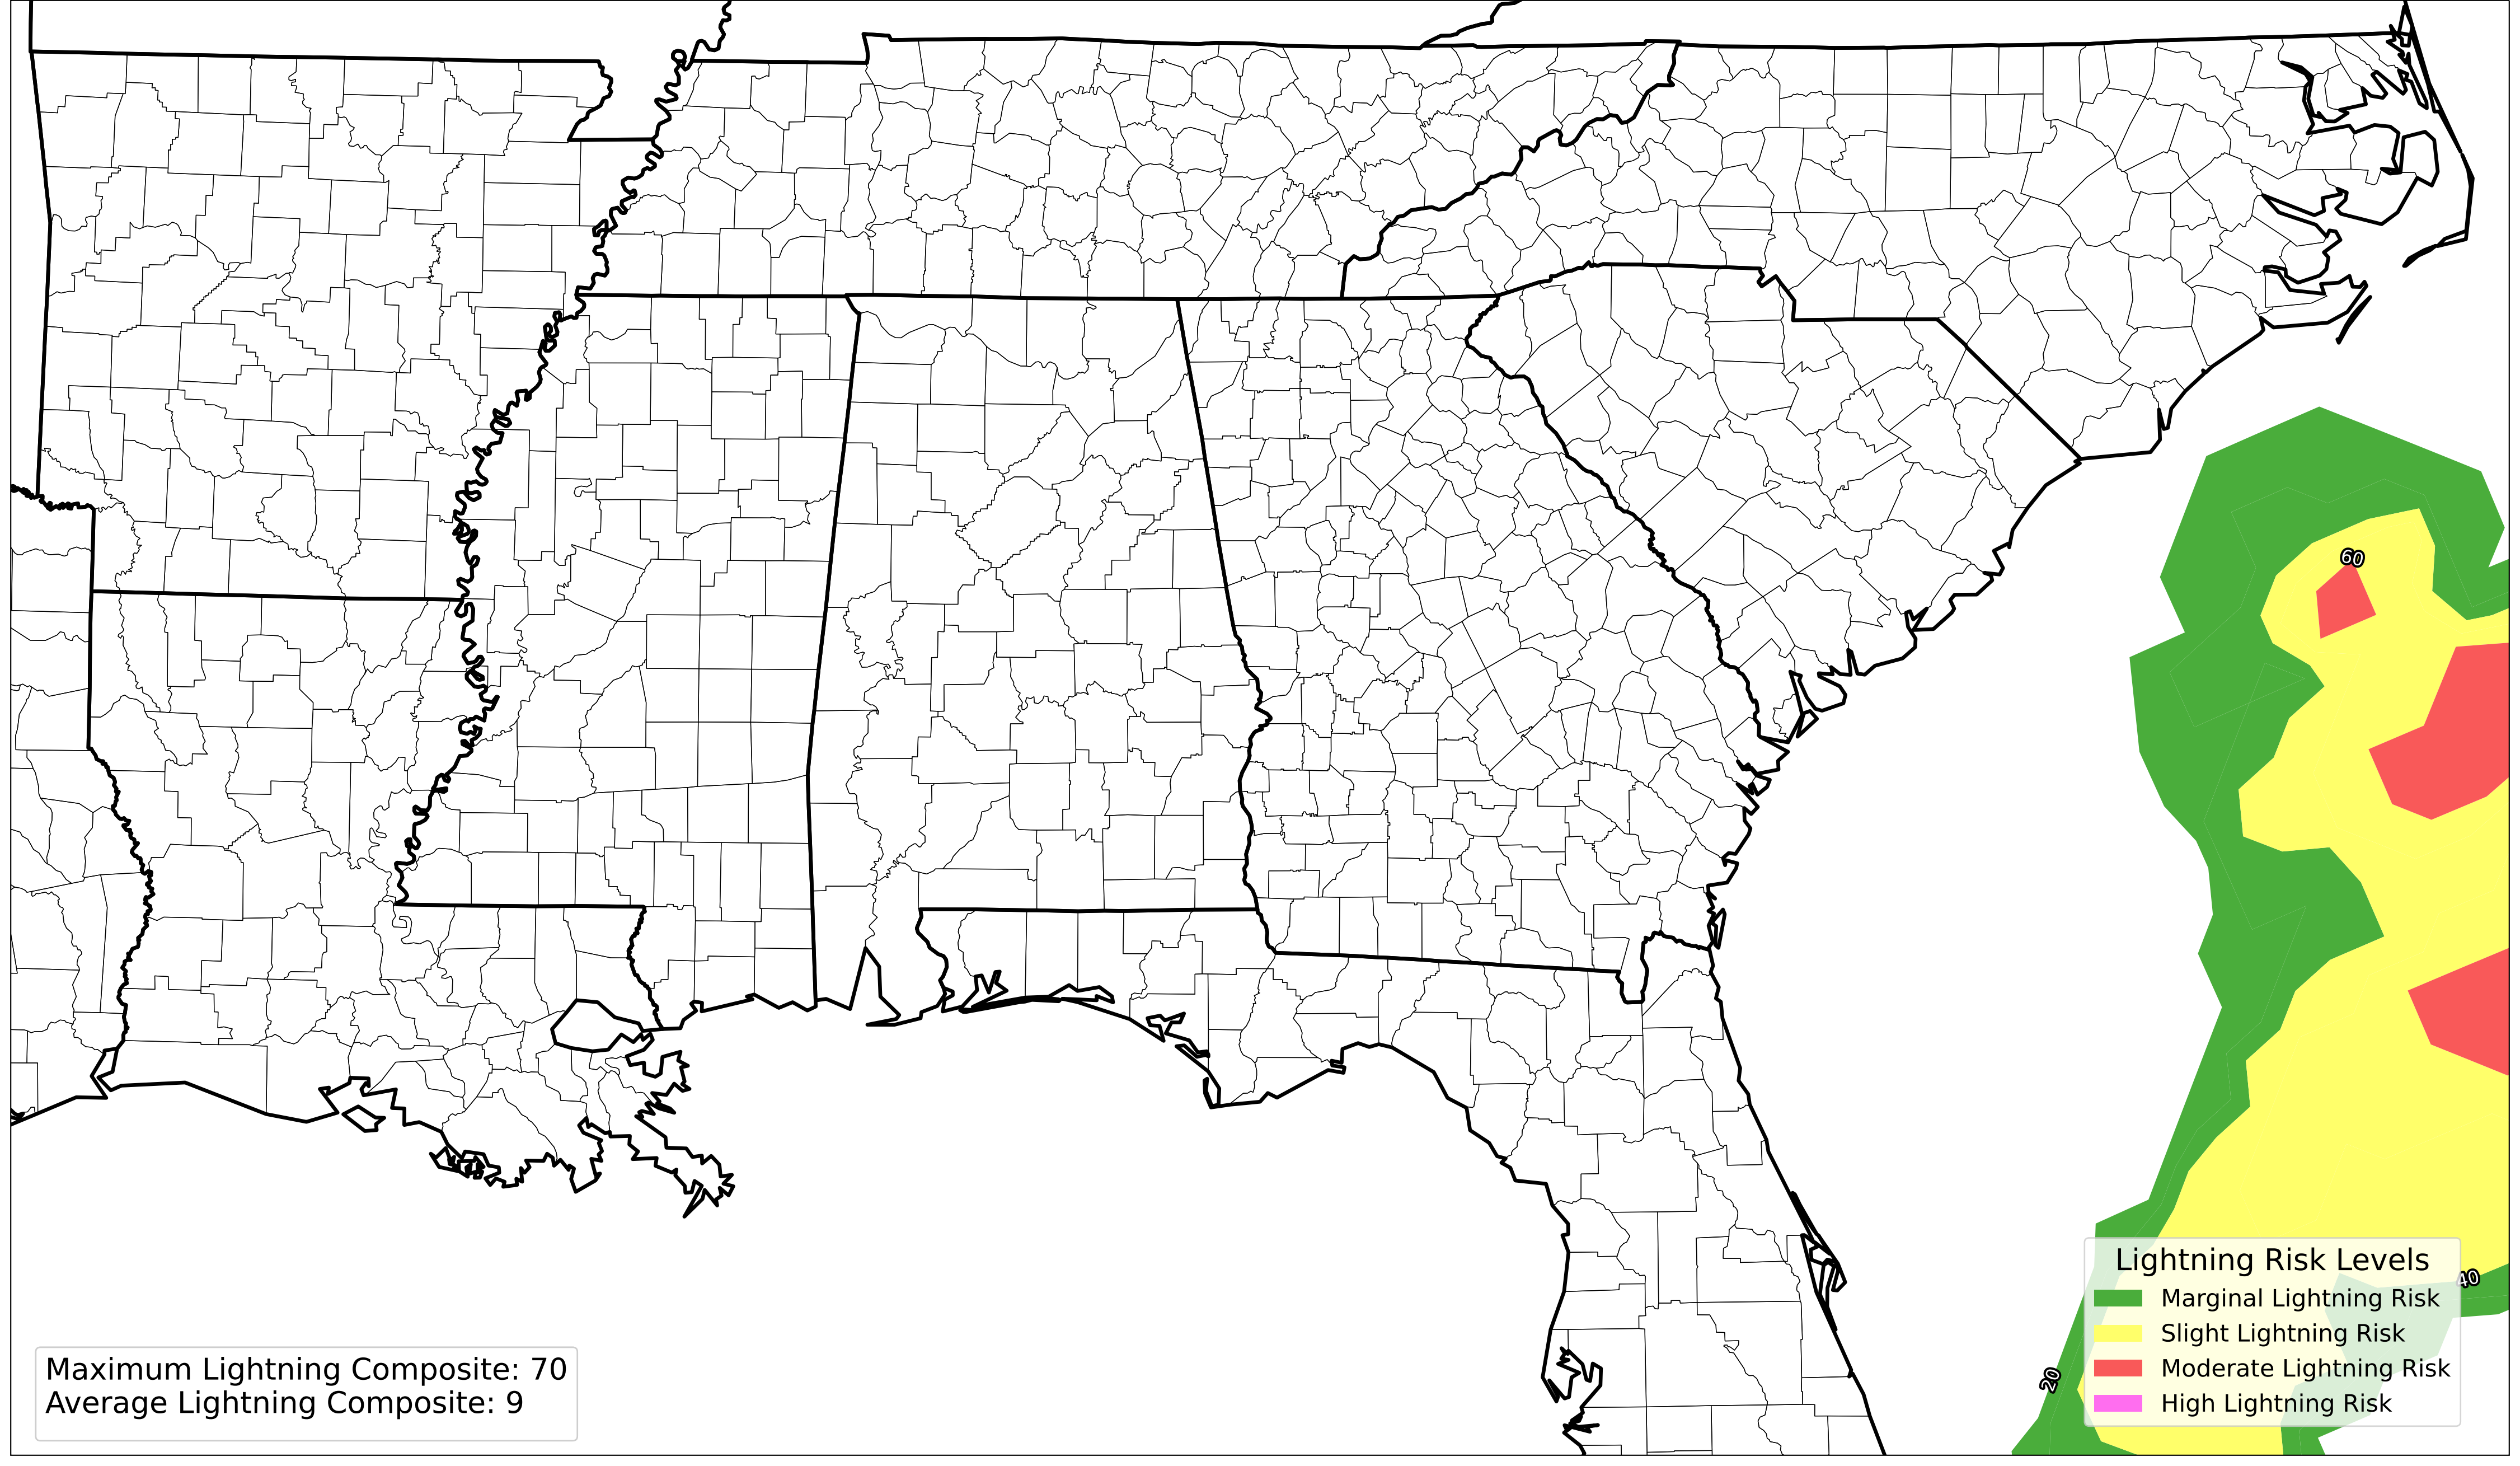 60
40
20
Lightning Risk Levels
Marginal Lightning Risk
Slight Lightning Risk
Moderate Lightning Risk
High Lightning Risk
Maximum Lightning Composite: 70
Average Lightning Composite: 9